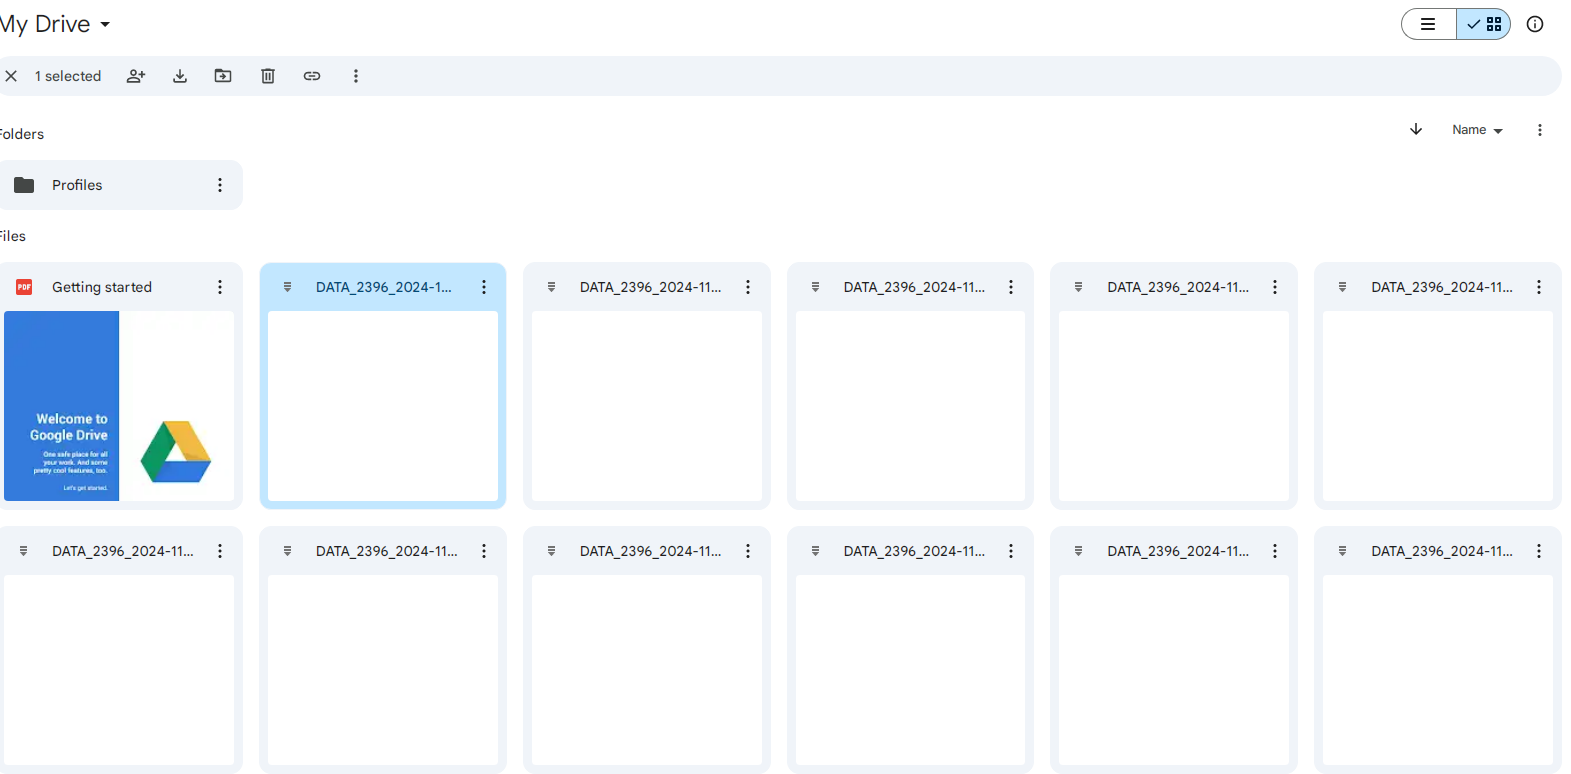 My Drive
1 selected
Folders
Name
Profiles
Files
Getting started
DATA_2396_2024-1...
DATA_2396_2024-11...
DATA_2396_2024-11...
DATA_2396_2024-11...
DATA_2396_2024-11...
PDF
Welcome to
Google Drive
One safe place for all
your work. And some
pretty cool features, too.
Let's get started.
DATA_2396_2024-11...
DATA_2396_2024-11...
DATA_2396_2024-11...
DATA_2396_2024-11...
DATA_2396_2024-11...
DATA_2396_2024-11...